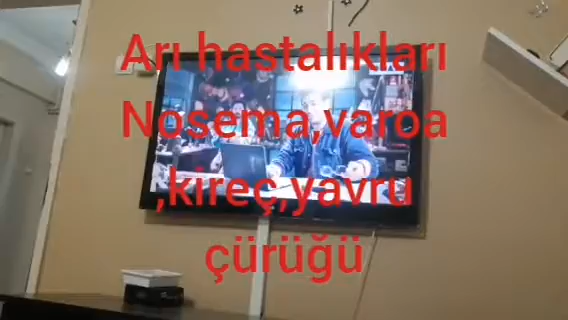 Arı hastalıkları
Nosema,varoa
,kireç,yavru
çürüğü